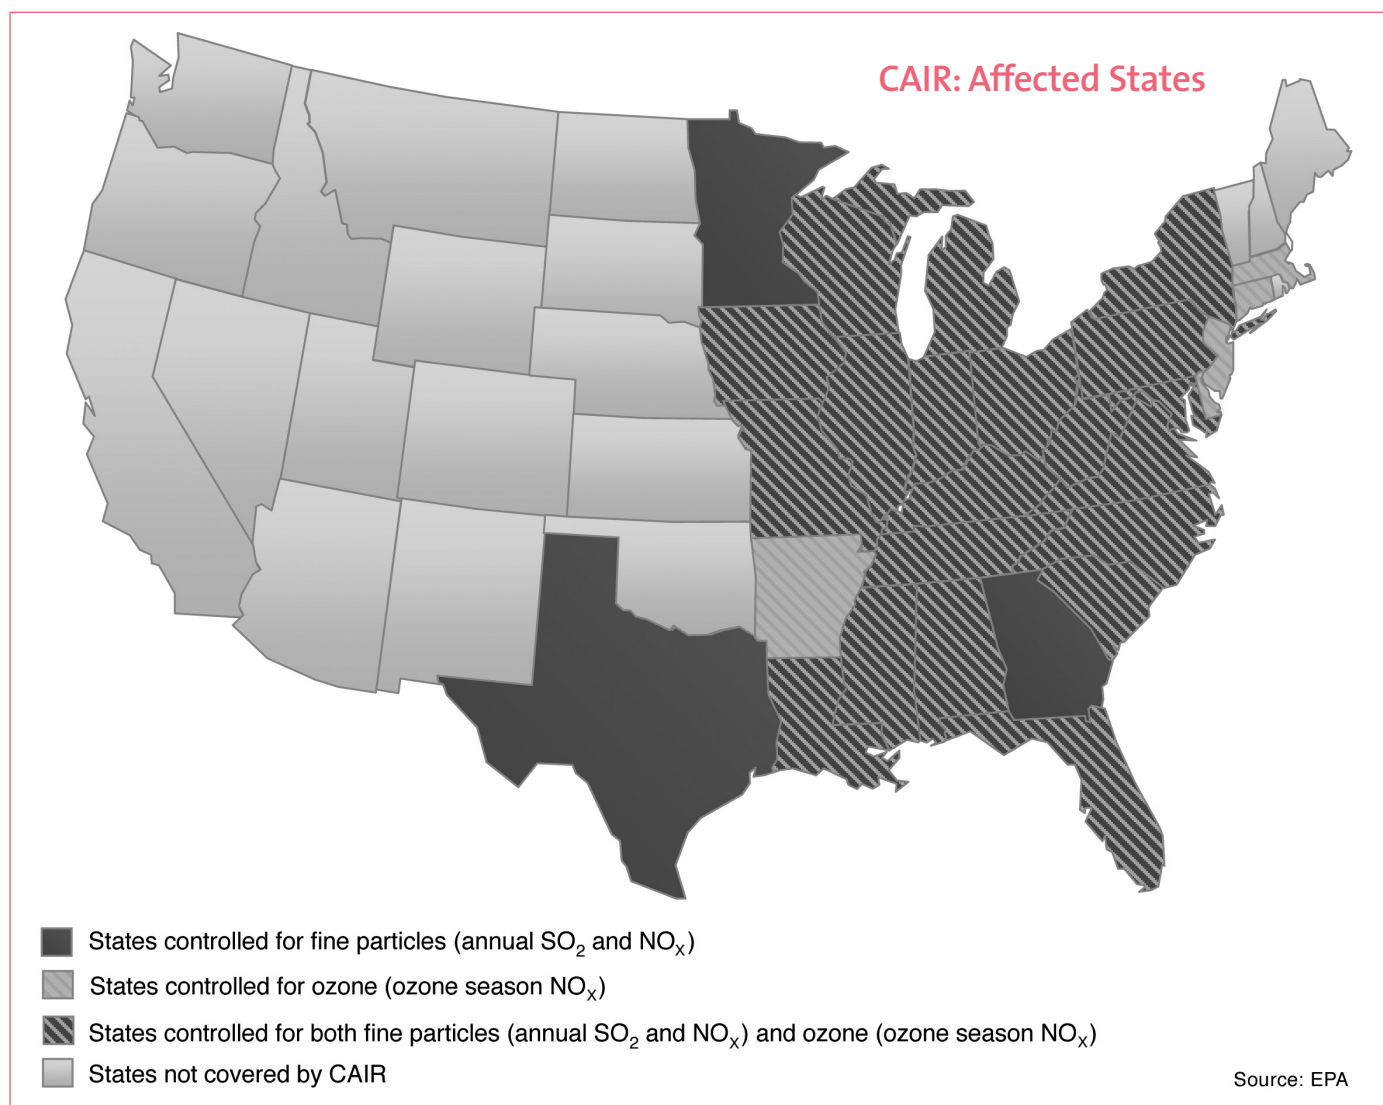 CAIR: Affected States
States controlled for fine particles (annual SO₂ and NOₓ)
States controlled for ozone (ozone season NOₓ)
States controlled for both fine particles (annual SO₂ and NOₓ) and ozone (ozone season NOₓ)
States not covered by CAIR
Source: EPA